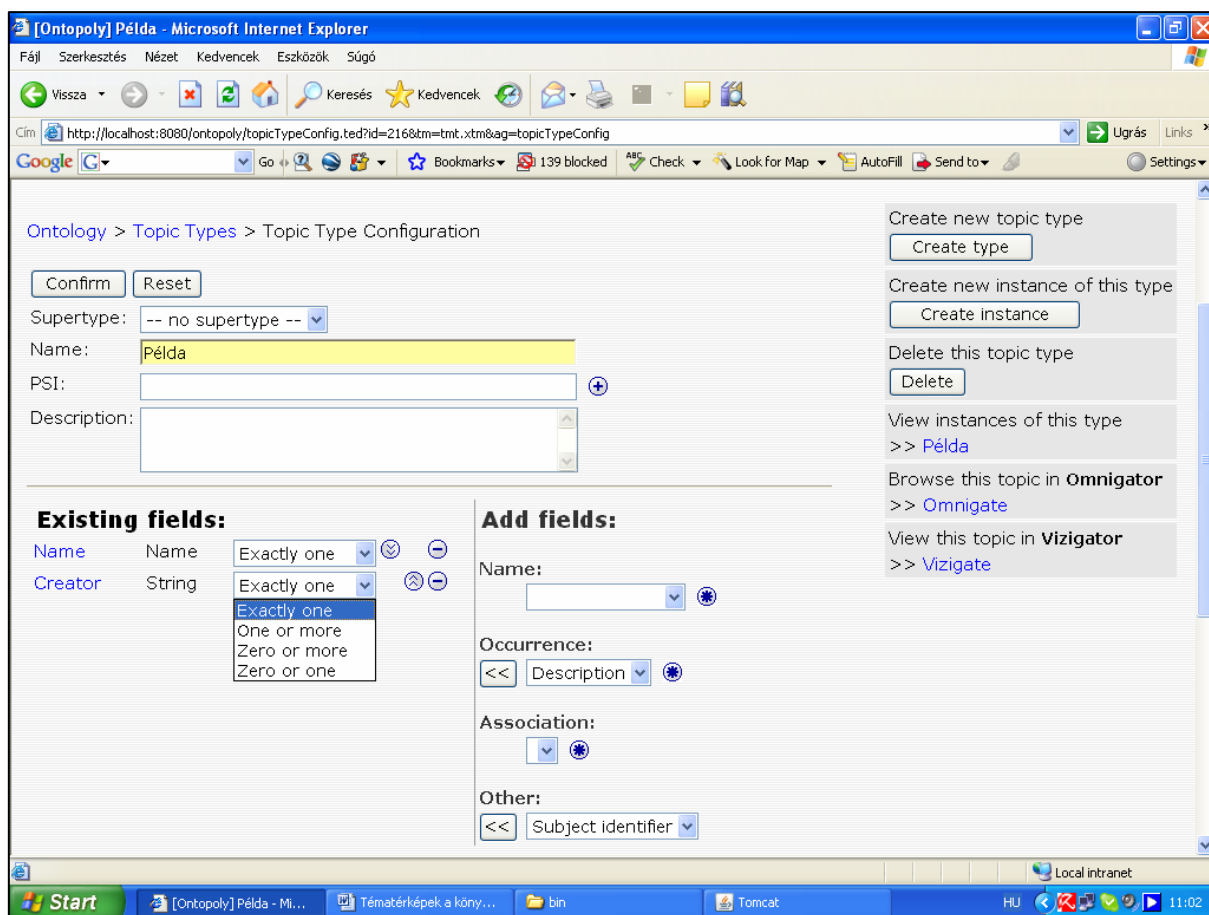 [Ontopoly] Példa - Microsoft Internet Explorer
Fájl Szerkesztés Nézet Kedvencek Eszközök Súgó
Vissza Keresés Kedvencek
Cím http://localhost:8080/ontopoly/topicTypeConfig.ted?id=216&tm=tmt.xtm&ag=topicTypeConfig Ugrás Links »
Google G Go Bookmarks 139 blocked ABC Check Look for Map AutoFill Send to Settings
Ontology > Topic Types > Topic Type Configuration
Confirm Reset
Supertype: -- no supertype --
Name: Példa
PSI:
Description:
Existing fields:
Name Name Exactly one
Creator String Exactly one
Exactly one
One or more
Zero or more
Zero or one
Add fields:
Name:
Occurrence:
<< Description
Association:
Other:
<< Subject identifier
Create new topic type
Create type
Create new instance of this type
Create instance
Delete this topic type
Delete
View instances of this type
>> Példa
Browse this topic in Omnigator
>> Omnigate
View this topic in Vizigator
>> Vizigate
Local intranet
Start [Ontopoly] Példa - Mi... Tématérképek a köny... bin Tomcat HU 11:02